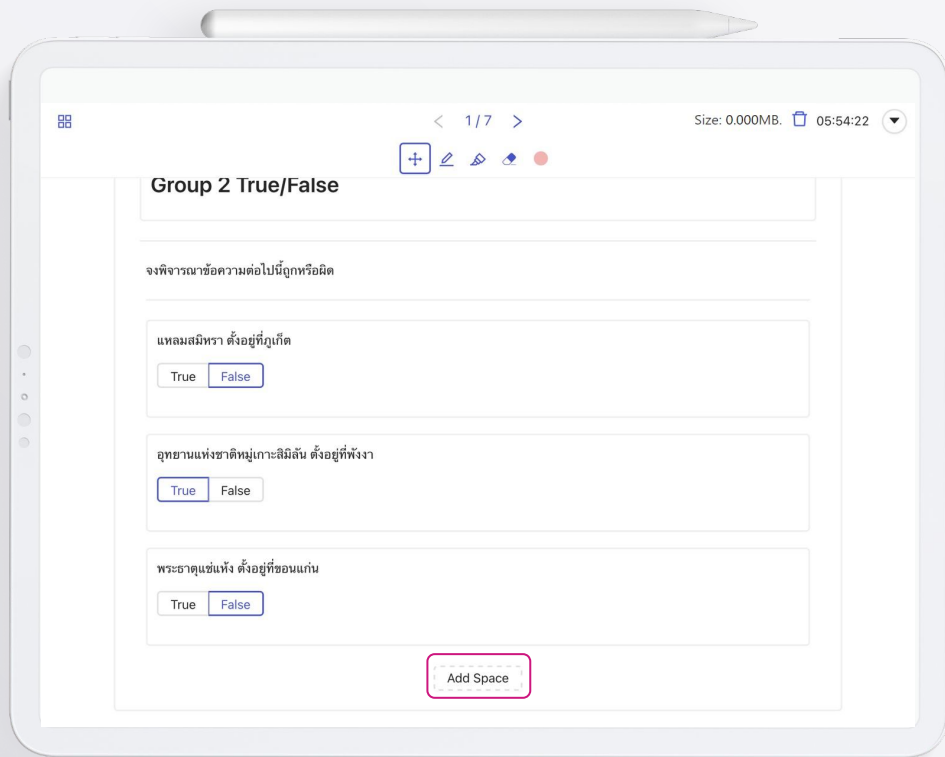 1 / 7
Size: 0.000MB.
05:54:22
Group 2 True/False
จงพิจารณาข้อความต่อไปนี้ถูกหรือผิด
แหลมสมิหรา ตั้งอยู่ที่ภูเก็ต
True False
อุทยานแห่งชาติหมู่เกาะสิมิลัน ตั้งอยู่ที่พังงา
True False
พระธาตุแช่แห้ง ตั้งอยู่ที่ขอนแก่น
True False
Add Space